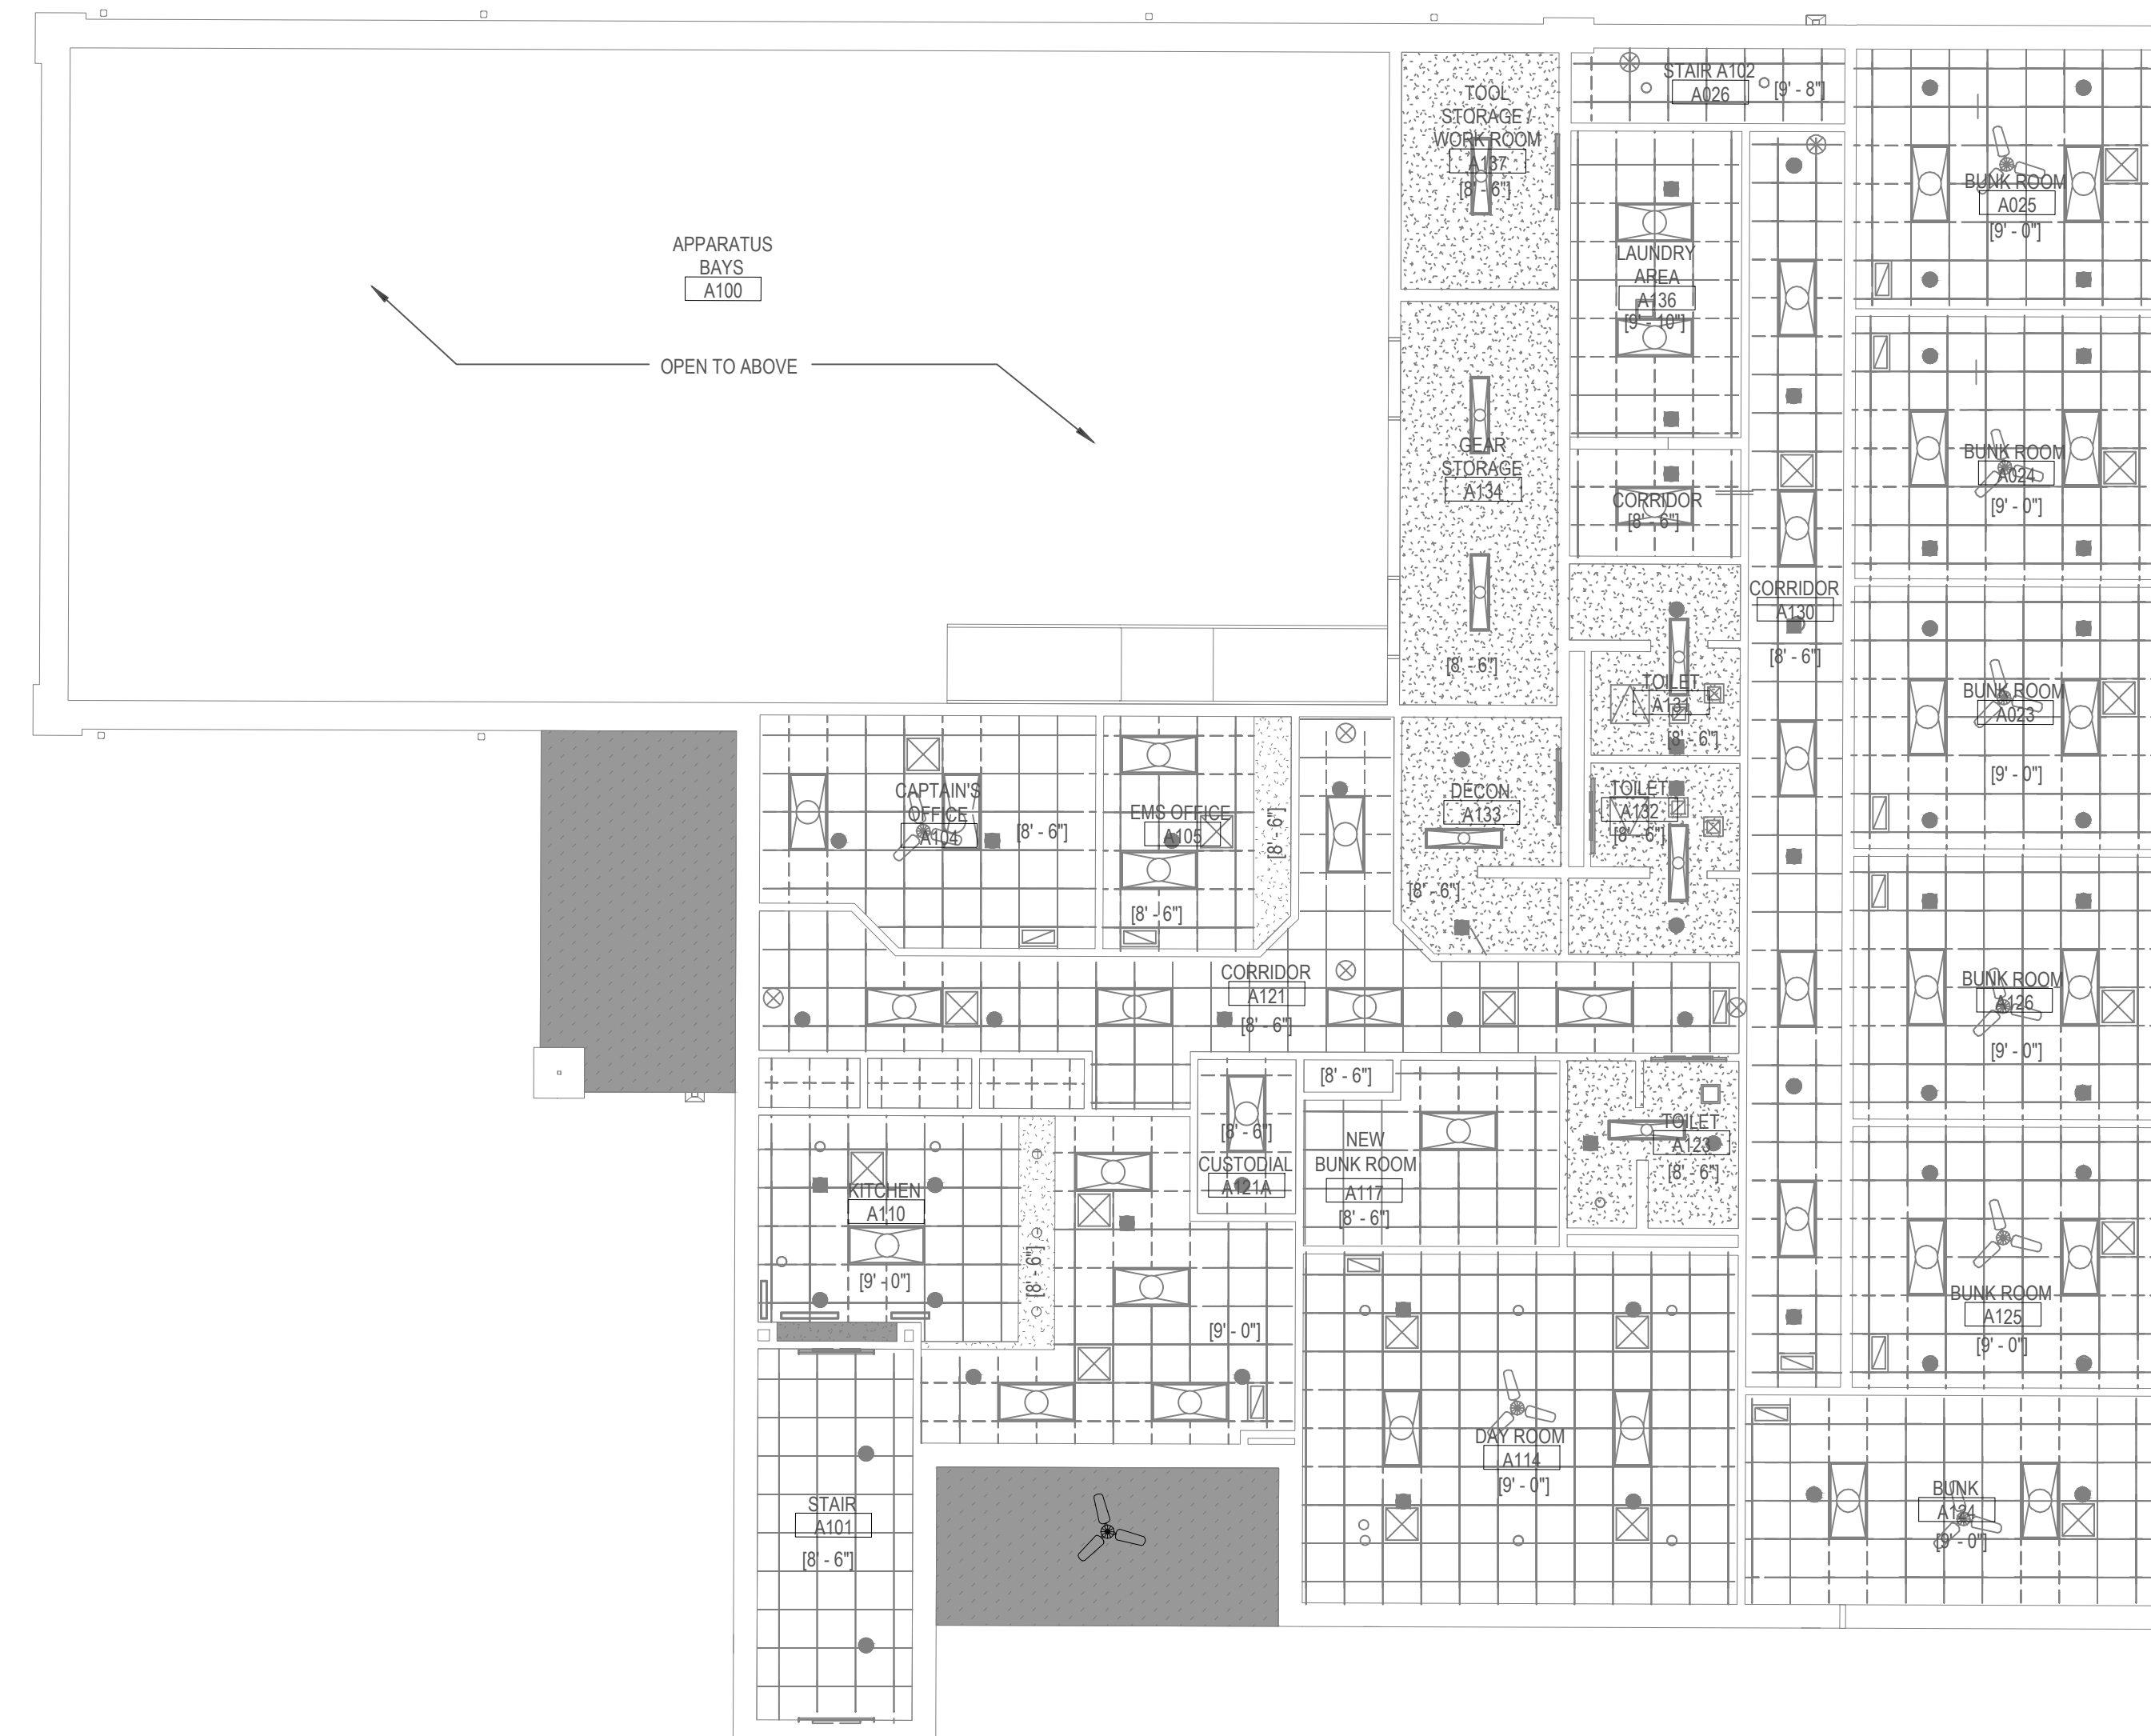 STAIR A102
A026
[9' - 8"]
TOOL
STORAGE /
WORK ROOM
A137
[8' - 6"]
BUNK ROOM
A025
[9' - 0"]
APPARATUS
BAYS
A100
OPEN TO ABOVE
LAUNDRY
AREA
A136
[9' - 10"]
GEAR
STORAGE
A134
[8' - 6"]
CORRIDOR
[8' - 6"]
BUNK ROOM
A024
[9' - 0"]
CORRIDOR
A130
[8' - 6"]
TOILET
A131
[8' - 6"]
BUNK ROOM
A023
[9' - 0"]
CAPTAIN'S
OFFICE
A104
[8' - 6"]
EMS OFFICE
A105
[8' - 6"]
[8' - 6"]
DECON
A133
[8' - 6"]
TOILET
A132
[8' - 6"]
CORRIDOR
A121
[8' - 6"]
BUNK ROOM
A126
[9' - 0"]
[8' - 6"]
CUSTODIAL
A121A
[8' - 6"]
NEW
BUNK ROOM
A117
[8' - 6"]
TOILET
A123
[8' - 6"]
KITCHEN
A110
[9' - 0"]
[8' - 6"]
[9' - 0"]
BUNK ROOM
A125
[9' - 0"]
DAY ROOM
A114
[9' - 0"]
STAIR
A101
[8' - 6"]
BUNK
A124
[9' - 0"]